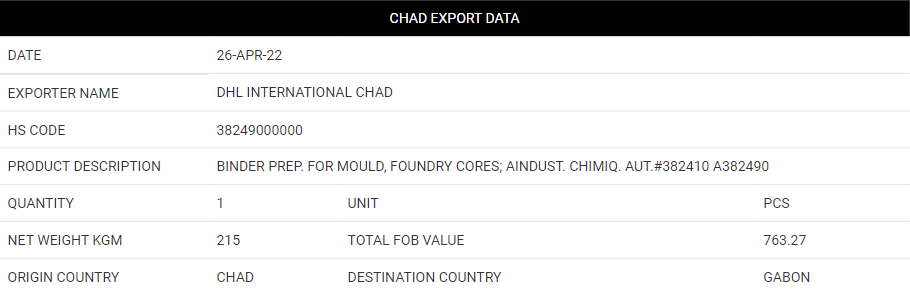 CHAD EXPORT DATA
DATE 26-APR-22
EXPORTER NAME DHL INTERNATIONAL CHAD
HS CODE 38249000000
PRODUCT DESCRIPTION BINDER PREP. FOR MOULD, FOUNDRY CORES; AINDUST. CHIMIQ. AUT.#382410 A382490
QUANTITY 1 UNIT PCS
NET WEIGHT KGM 215 TOTAL FOB VALUE 763.27
ORIGIN COUNTRY CHAD DESTINATION COUNTRY GABON